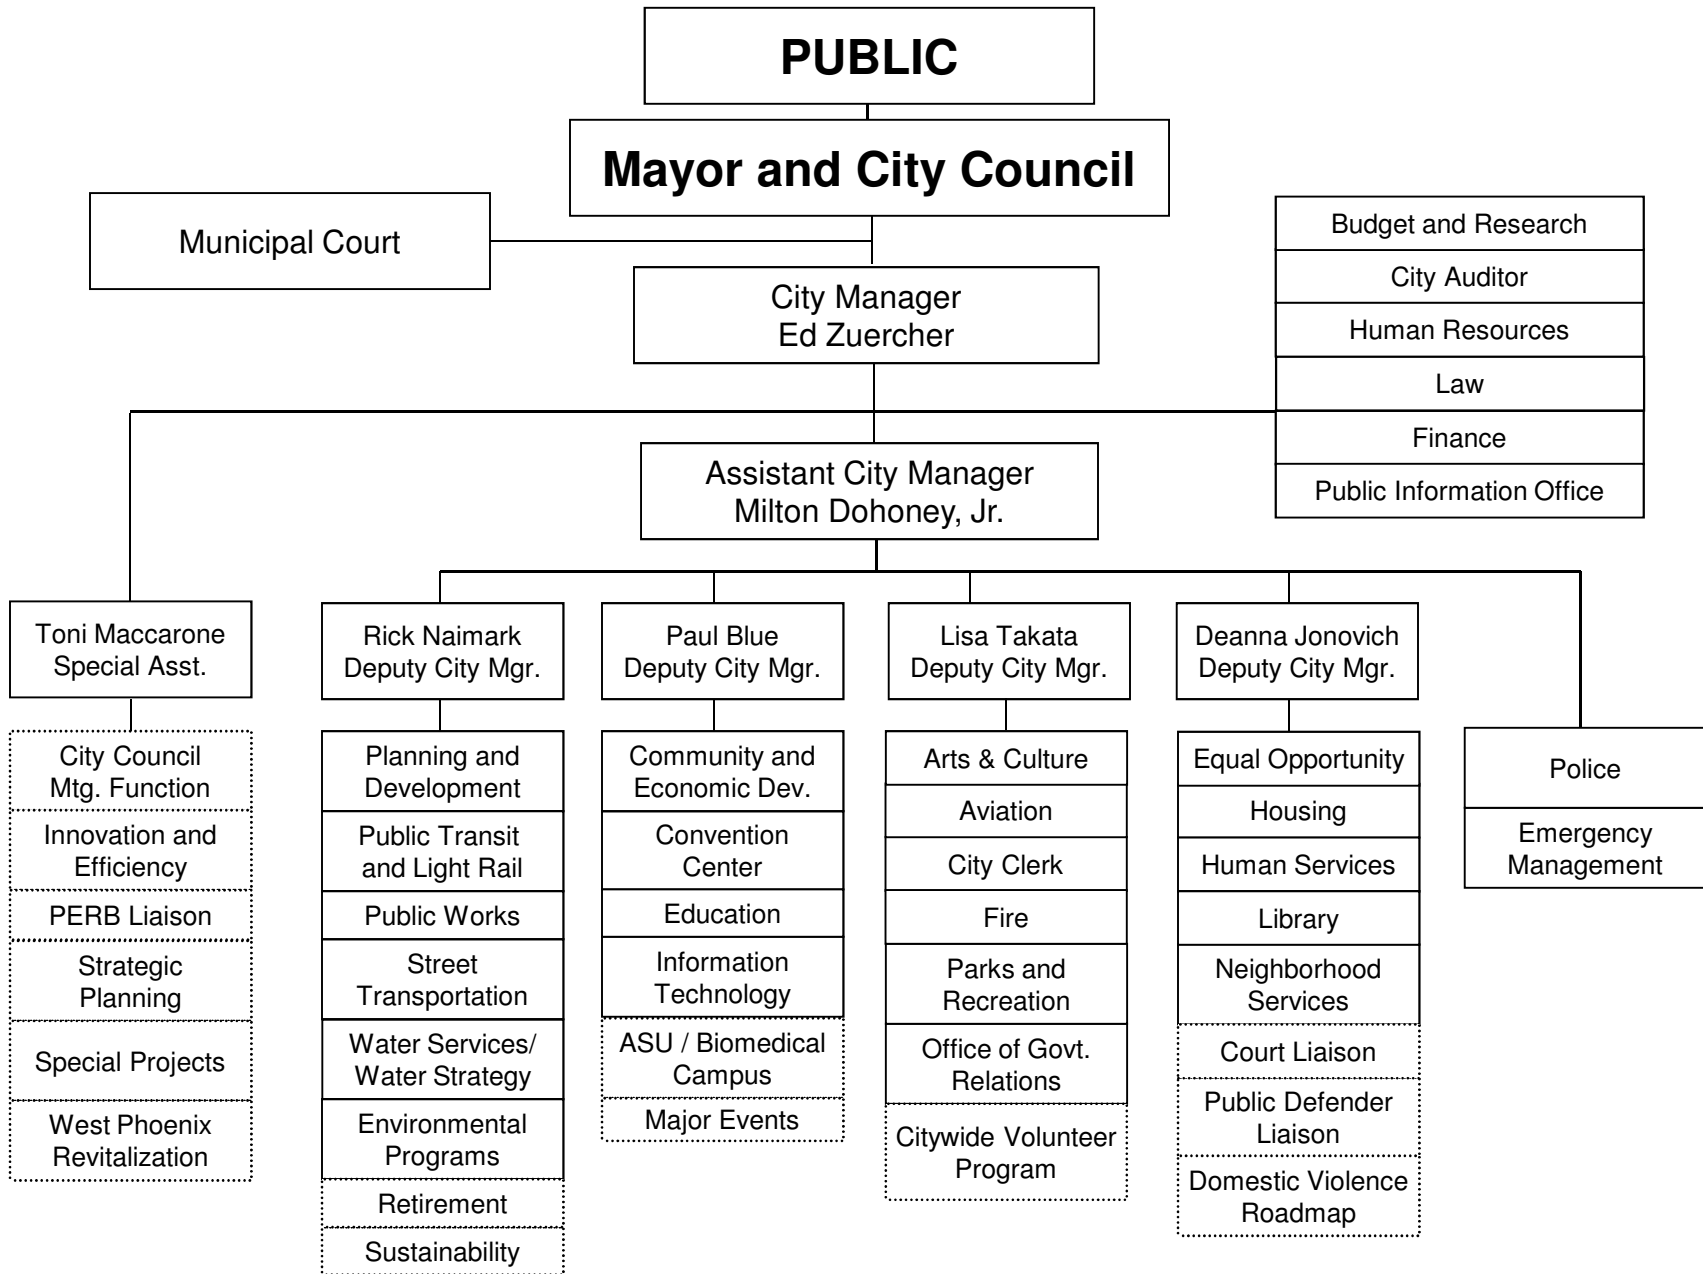 PUBLIC
Mayor and City Council
Municipal Court
City Manager
Ed Zuercher
Budget and Research
City Auditor
Human Resources
Law
Finance
Public Information Office
Assistant City Manager
Milton Dohoney, Jr.
Toni Maccarone
Special Asst.
City Council
Mtg. Function
Innovation and
Efficiency
PERB Liaison
Strategic
Planning
Special Projects
West Phoenix
Revitalization
Rick Naimark
Deputy City Mgr.
Planning and
Development
Public Transit
and Light Rail
Public Works
Street
Transportation
Water Services/
Water Strategy
Environmental
Programs
Retirement
Sustainability
Paul Blue
Deputy City Mgr.
Community and
Economic Dev.
Convention
Center
Education
Information
Technology
ASU / Biomedical
Campus
Major Events
Lisa Takata
Deputy City Mgr.
Arts & Culture
Aviation
City Clerk
Fire
Parks and
Recreation
Office of Govt.
Relations
Citywide Volunteer
Program
Deanna Jonovich
Deputy City Mgr.
Equal Opportunity
Housing
Human Services
Library
Neighborhood
Services
Court Liaison
Public Defender
Liaison
Domestic Violence
Roadmap
Police
Emergency
Management